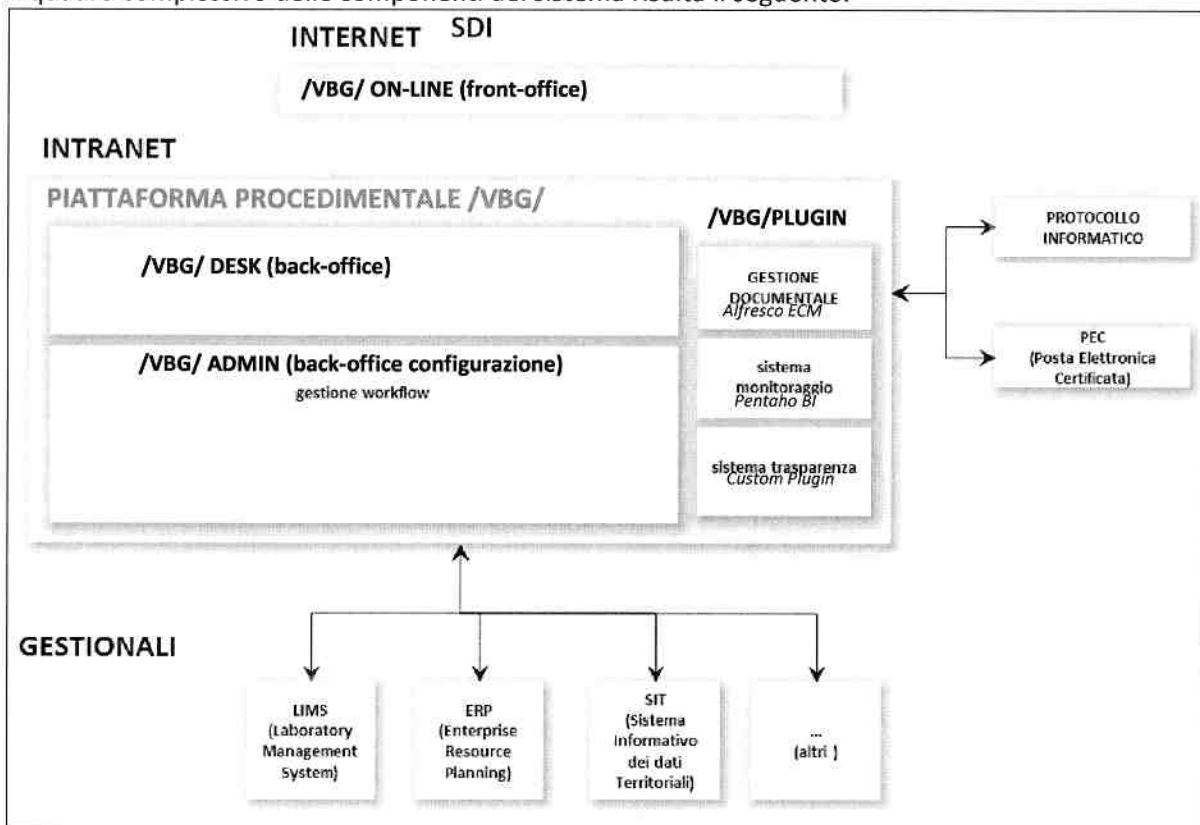 INTERNET SDI
/VBG/ ON-LINE (front-office)
INTRANET
PIATTAFORMA PROCEDIMENTALE /VBG/
/VBG/ DESK (back-office)
/VBG/ ADMIN (back-office configurazione)
gestione workflow
/VBG/PLUGIN
GESTIONE
DOCUMENTALE
Alfresco ECM
sistema
monitoraggio
Pentaho BI
sistema trasparenza
Custom Plugin
PROTOCOLLO
INFORMATICO
PEC
(Posta Elettronica
Certificata)
GESTIONALI
LIMS
(Laboratory
Management
System)
ERP
(Enterprise
Resource
Planning)
SIT
(Sistema
Informativo
dei dati
Territoriali)
...
(altri )